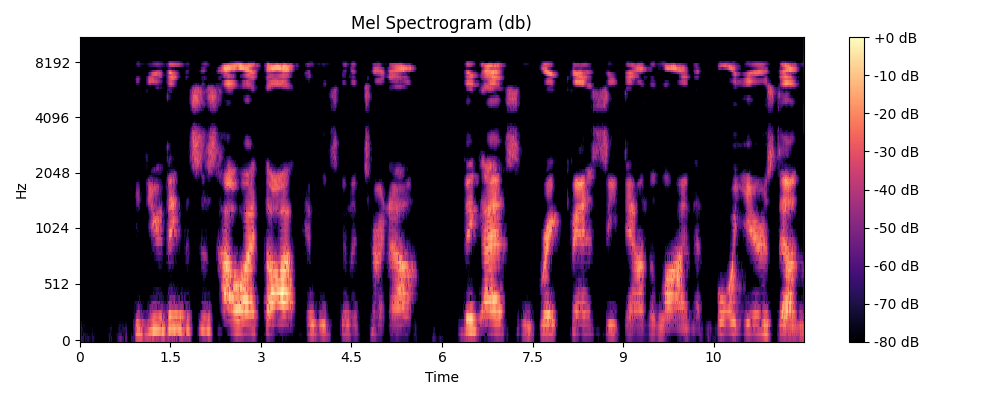 Mel Spectrogram (db)
+0 dB
8192
-10 dB
4096
-20 dB
-30 dB
Hz
2048
-40 dB
1024
-50 dB
512
-60 dB
-70 dB
0
-80 dB
0 1.5 3 4.5 6 7.5 9 10
Time